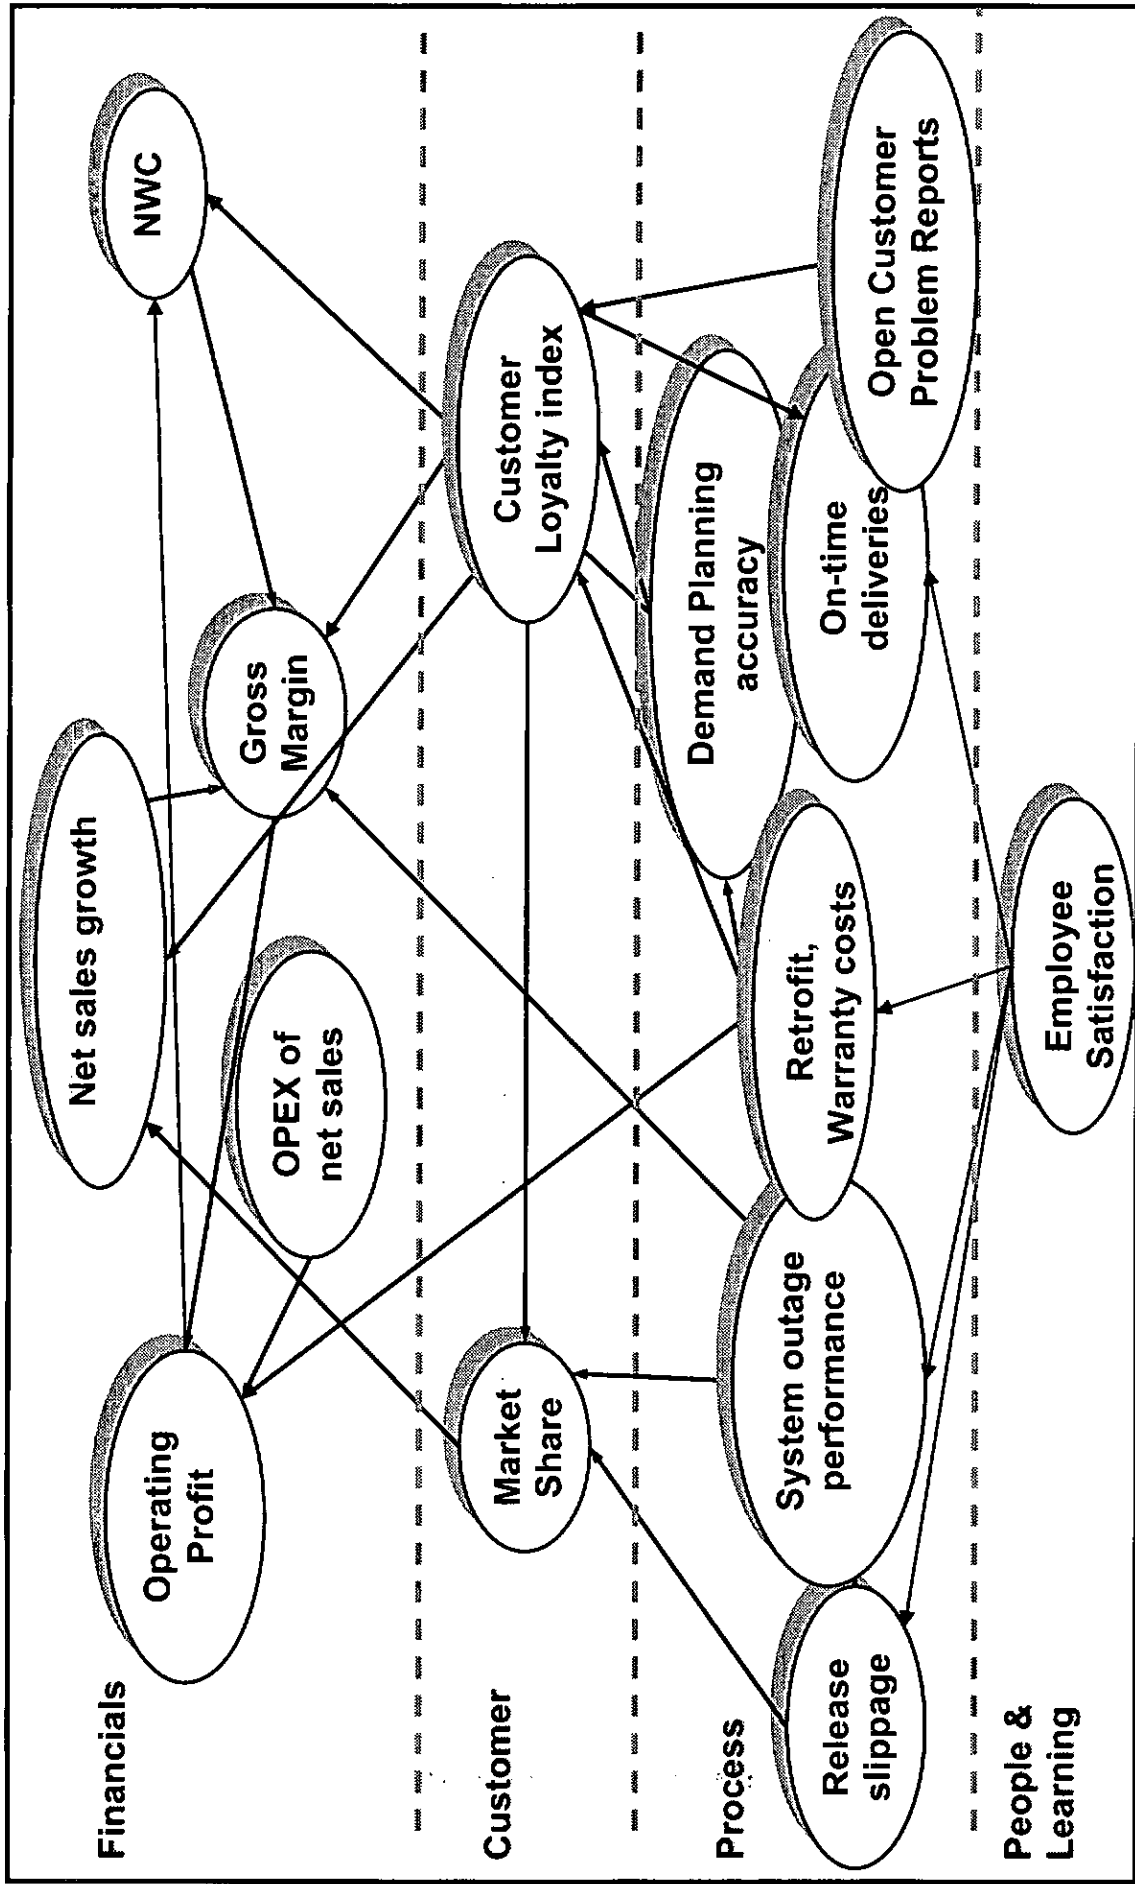 Financials
Operating
Profit
Net sales growth
NWC
OPEX of
net sales
Gross
Margin
Customer
Market
Share
Customer
Loyalty index
Process
Release
slippage
System outage
performance
Retrofit,
Warranty costs
Demand Planning
accuracy
On-time
deliveries
Open Customer
Problem Reports
People &
Learning
Employee
Satisfaction